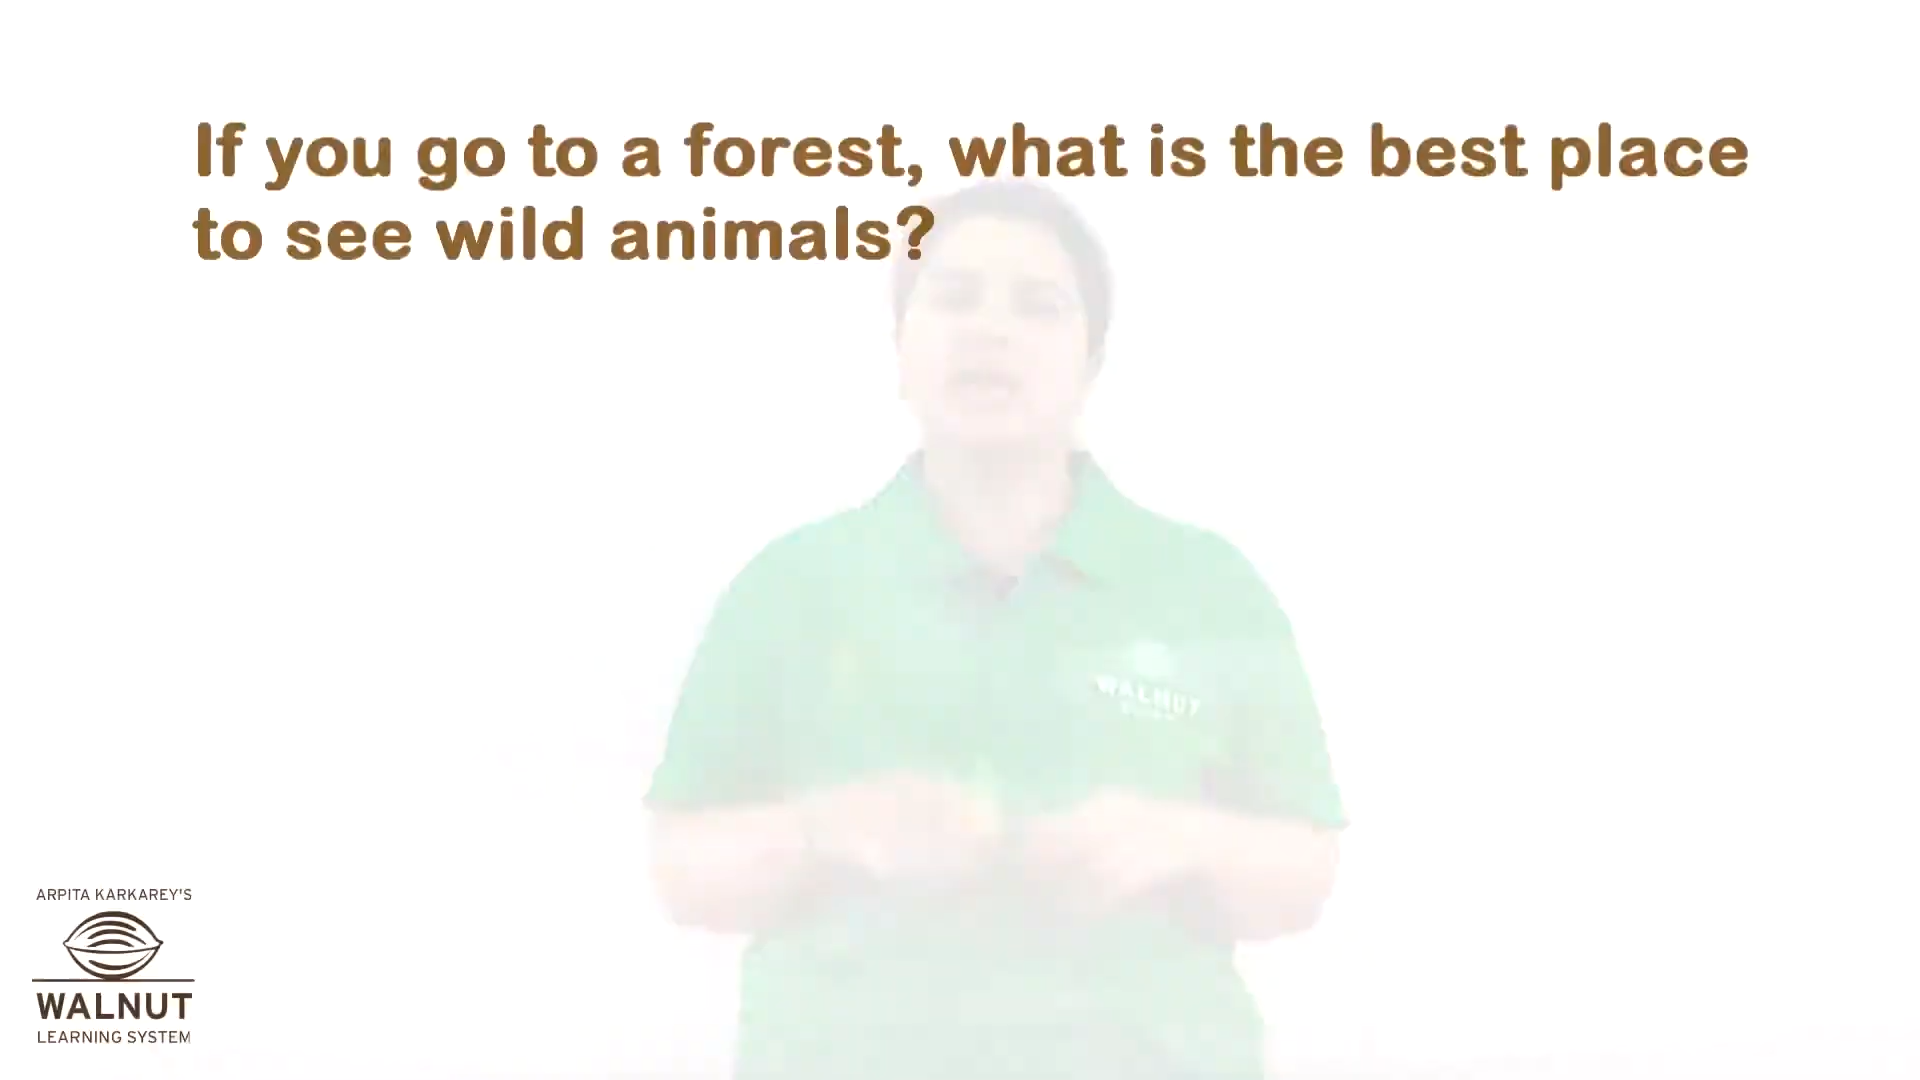 If you go to a forest, what is the best place
to see wild animals?
WALNUT
ARPITA KARKAREY'S
WALNUT
LEARNING SYSTEM